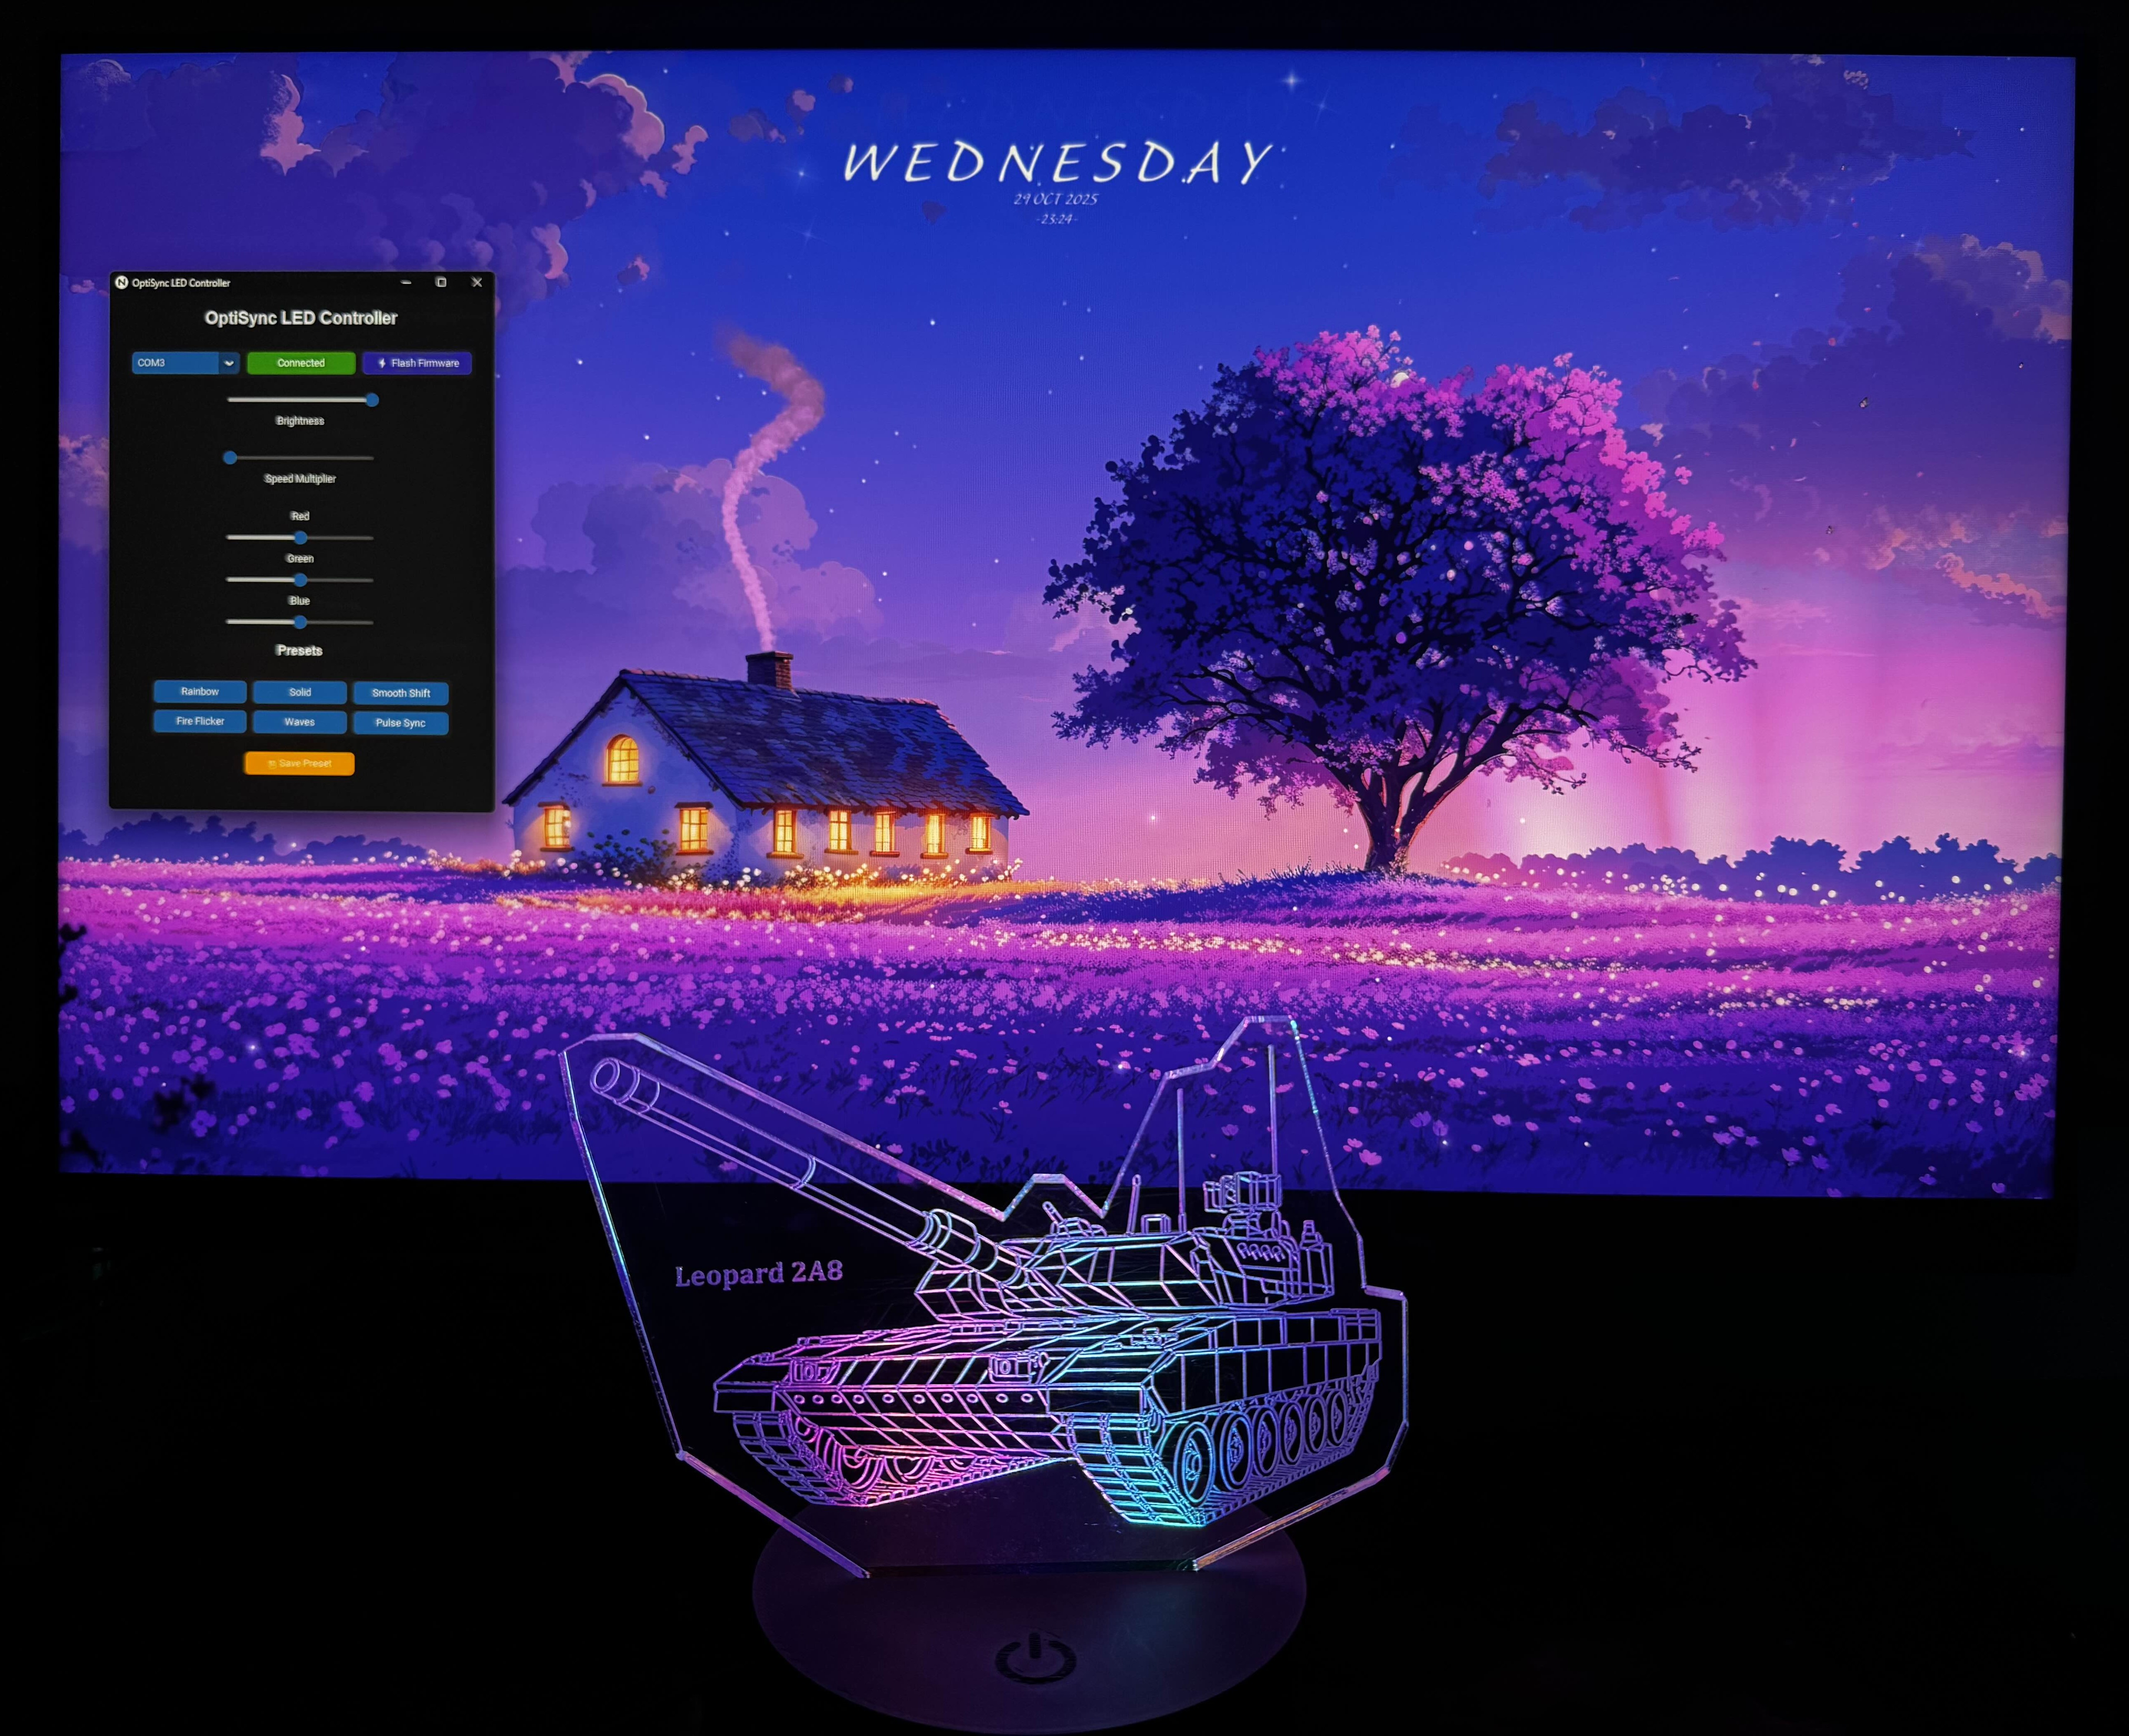 WEDNESDAY
29 OCT 2025
-23:24-
OptiSync LED Controller
OptiSync LED Controller
COM3 Connected Flash Firmware
Brightness
Speed Multiplier
Red
Green
Blue
Presets
Rainbow Solid Smooth Shift
Fire Flicker Waves Pulse Sync
Save Preset
Leopard 2A8